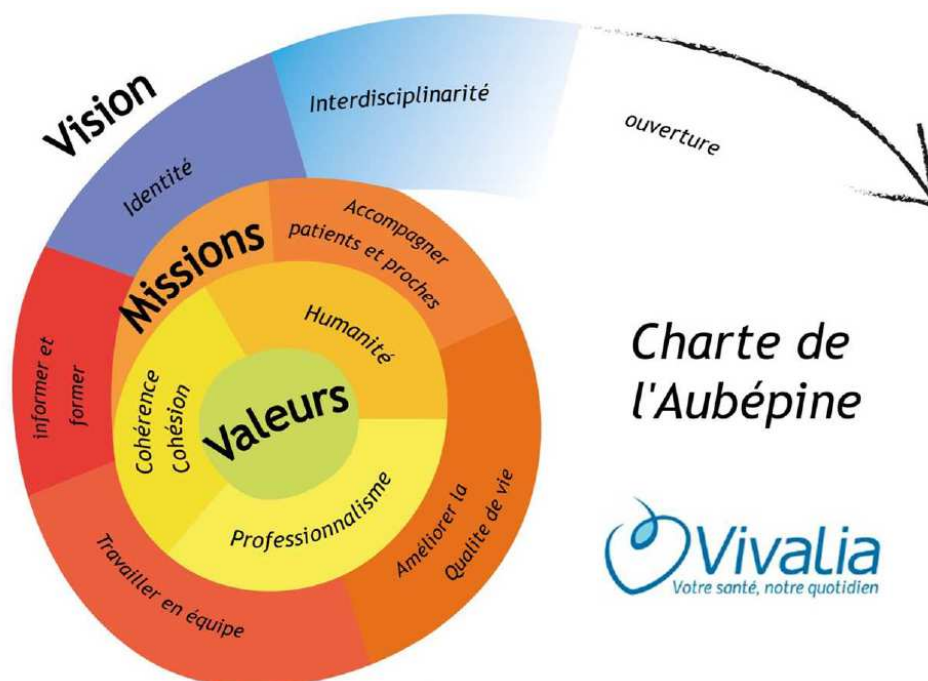 Vision
Identité
Interdisciplinarité
ouverture
Missions
Accompagner
patients et proches
Améliorer la
Qualite de vie
Travailler en équipe
informer et
former
Valeurs
Humanité
Professionnalisme
Cohérence
Cohésion
Charte de
l'Aubépine
Vivalia
Votre santé, notre quotidien